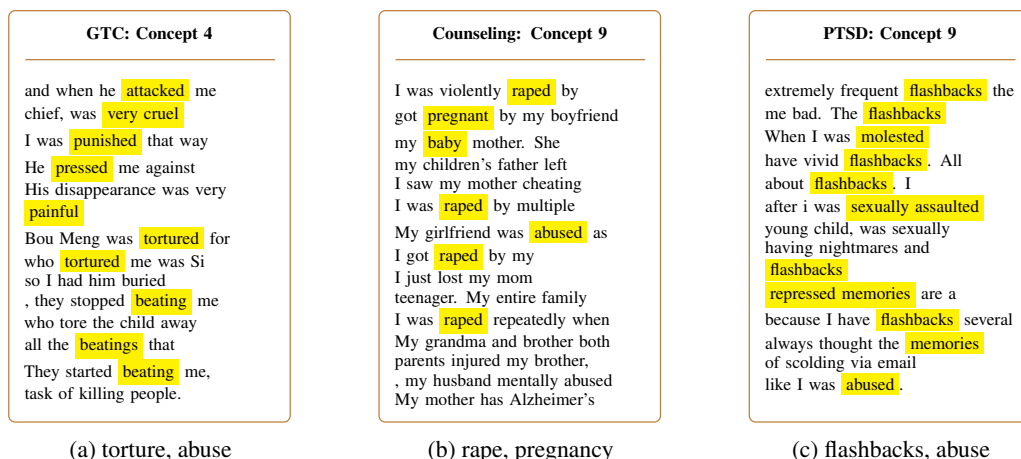 GTC: Concept 4
and when he attacked me
chief, was very cruel
I was punished that way
He pressed me against
His disappearance was very
painful
Bou Meng was tortured for
who tortured me was Si
so I had him buried
, they stopped beating me
who tore the child away
all the beatings that
They started beating me,
task of killing people.
(a) torture, abuse
Counseling: Concept 9
I was violently raped by
got pregnant by my boyfriend
my baby mother. She
my children's father left
I saw my mother cheating
I was raped by multiple
My girlfriend was abused as
I got raped by my
I just lost my mom
teenager. My entire family
I was raped repeatedly when
My grandma and brother both
parents injured my brother,
, my husband mentally abused
My mother has Alzheimer's
(b) rape, pregnancy
PTSD: Concept 9
extremely frequent flashbacks the
me bad. The flashbacks
When I was molested
have vivid flashbacks. All
about flashbacks. I
after i was sexually assaulted
young child, was sexually
having nightmares and
flashbacks
repressed memories are a
because I have flashbacks several
always thought the memories
of scolding via email
like I was abused.
(c) flashbacks, abuse